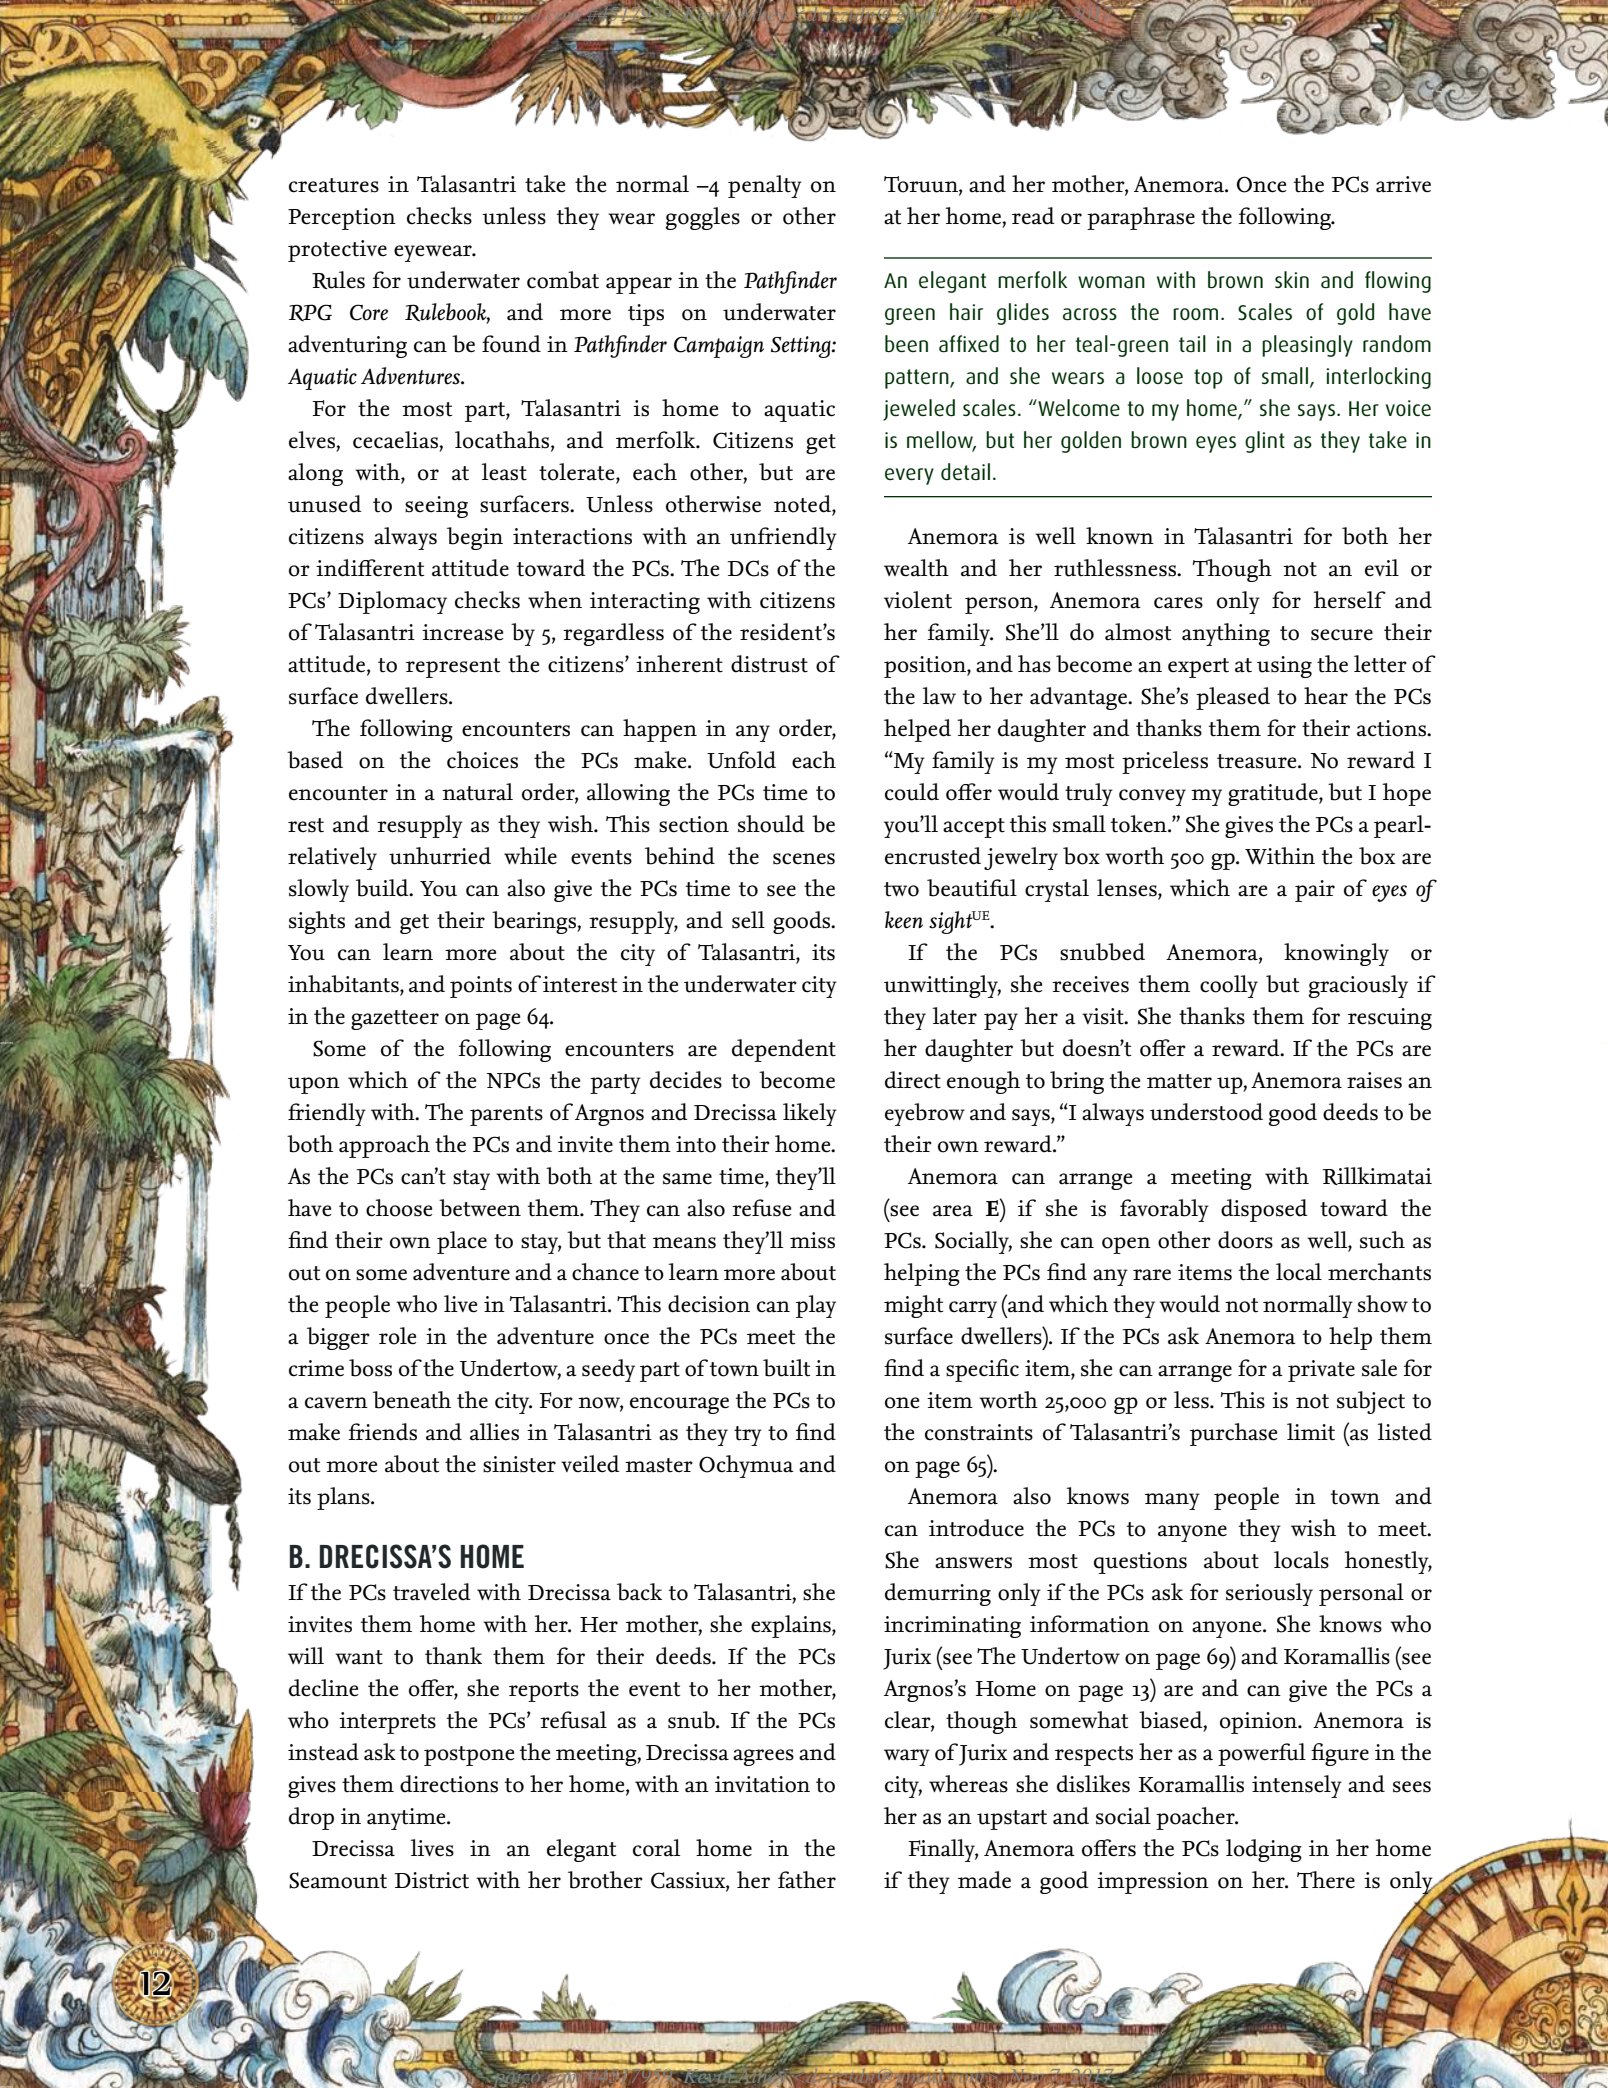 creatures in Talasantri take the normal –4 penalty on
Perception checks unless they wear goggles or other
protective eyewear.
Rules for underwater combat appear in the Pathfinder
RPG Core Rulebook, and more tips on underwater
adventuring can be found in Pathfinder Campaign Setting:
Aquatic Adventures.
For the most part, Talasantri is home to aquatic
elves, cecaelias, locathahs, and merfolk. Citizens get
along with, or at least tolerate, each other, but are
unused to seeing surfacers. Unless otherwise noted,
citizens always begin interactions with an unfriendly
or indifferent attitude toward the PCs. The DCs of the
PCs’ Diplomacy checks when interacting with citizens
of Talasantri increase by 5, regardless of the resident’s
attitude, to represent the citizens’ inherent distrust of
surface dwellers.
The following encounters can happen in any order,
based on the choices the PCs make. Unfold each
encounter in a natural order, allowing the PCs time to
rest and resupply as they wish. This section should be
relatively unhurried while events behind the scenes
slowly build. You can also give the PCs time to see the
sights and get their bearings, resupply, and sell goods.
You can learn more about the city of Talasantri, its
inhabitants, and points of interest in the underwater city
in the gazetteer on page 64.
Some of the following encounters are dependent
upon which of the NPCs the party decides to become
friendly with. The parents of Argnos and Drecissa likely
both approach the PCs and invite them into their home.
As the PCs can’t stay with both at the same time, they’ll
have to choose between them. They can also refuse and
find their own place to stay, but that means they’ll miss
out on some adventure and a chance to learn more about
the people who live in Talasantri. This decision can play
a bigger role in the adventure once the PCs meet the
crime boss of the Undertow, a seedy part of town built in
a cavern beneath the city. For now, encourage the PCs to
make friends and allies in Talasantri as they try to find
out more about the sinister veiled master Ochymua and
its plans.
B. DRECISSA’S HOME
If the PCs traveled with Drecissa back to Talasantri, she
invites them home with her. Her mother, she explains,
will want to thank them for their deeds. If the PCs
decline the offer, she reports the event to her mother,
who interprets the PCs’ refusal as a snub. If the PCs
instead ask to postpone the meeting, Drecissa agrees and
gives them directions to her home, with an invitation to
drop in anytime.
Drecissa lives in an elegant coral home in the
Seamount District with her brother Cassiux, her father
Toruun, and her mother, Anemora. Once the PCs arrive
at her home, read or paraphrase the following.
An elegant merfolk woman with brown skin and flowing
green hair glides across the room. Scales of gold have
been affixed to her teal-green tail in a pleasingly random
pattern, and she wears a loose top of small, interlocking
jeweled scales. “Welcome to my home,” she says. Her voice
is mellow, but her golden brown eyes glint as they take in
every detail.
Anemora is well known in Talasantri for both her
wealth and her ruthlessness. Though not an evil or
violent person, Anemora cares only for herself and
her family. She’ll do almost anything to secure their
position, and has become an expert at using the letter of
the law to her advantage. She’s pleased to hear the PCs
helped her daughter and thanks them for their actions.
“My family is my most priceless treasure. No reward I
could offer would truly convey my gratitude, but I hope
you’ll accept this small token.” She gives the PCs a pearl-
encrusted jewelry box worth 500 gp. Within the box are
two beautiful crystal lenses, which are a pair of eyes of
keen sightUE.
If the PCs snubbed Anemora, knowingly or
unwittingly, she receives them coolly but graciously if
they later pay her a visit. She thanks them for rescuing
her daughter but doesn’t offer a reward. If the PCs are
direct enough to bring the matter up, Anemora raises an
eyebrow and says, “I always understood good deeds to be
their own reward.”
Anemora can arrange a meeting with Rillkimatai
(see area E) if she is favorably disposed toward the
PCs. Socially, she can open other doors as well, such as
helping the PCs find any rare items the local merchants
might carry (and which they would not normally show to
surface dwellers). If the PCs ask Anemora to help them
find a specific item, she can arrange for a private sale for
one item worth 25,000 gp or less. This is not subject to
the constraints of Talasantri’s purchase limit (as listed
on page 65).
Anemora also knows many people in town and
can introduce the PCs to anyone they wish to meet.
She answers most questions about locals honestly,
demurring only if the PCs ask for seriously personal or
incriminating information on anyone. She knows who
Jurix (see The Undertow on page 69) and Koramallis (see
Argnos’s Home on page 13) are and can give the PCs a
clear, though somewhat biased, opinion. Anemora is
wary of Jurix and respects her as a powerful figure in the
city, whereas she dislikes Koramallis intensely and sees
her as an upstart and social poacher.
Finally, Anemora offers the PCs lodging in her home
if they made a good impression on her. There is only
12